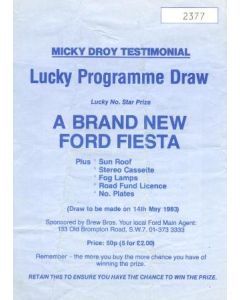 2377
MICKY DROY TESTIMONIAL
Lucky Programme Draw
Lucky No. Star Prize
A BRAND NEW
FORD FIESTA
Plus * Sun Roof
* Stereo Cassette
* Fog Lamps
* Road Fund Licence
* No. Plates
(Draw to be made on 14th May 1983)
Sponsored by Brew Bros. Your local Ford Main Agent:
133 Old Brompton Road, S.W.7. 01-373 3333
Price: 50p (5 for £2.00)
Remember - the more you buy the more chance you have of
winning the prize.
RETAIN THIS TO ENSURE YOU HAVE THE CHANCE TO WIN THE PRIZE.